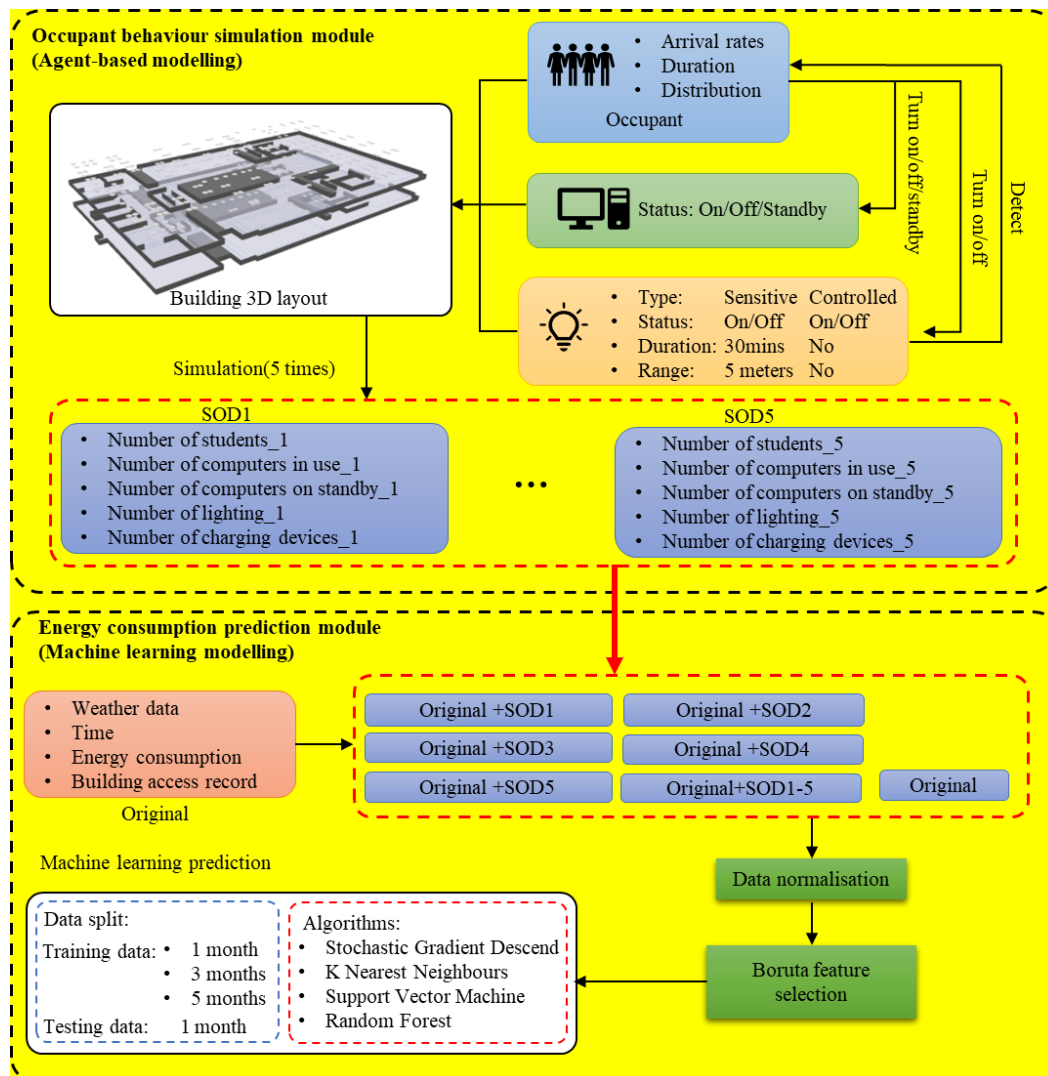 Occupant behaviour simulation module
(Agent-based modelling)
• Arrival rates
• Duration
• Distribution
Occupant
Status: On/Off/Standby
• Type: Sensitive Controlled
• Status: On/Off On/Off
• Duration: 30mins No
• Range: 5 meters No
Turn on/off/standby
Turn on/off
Detect
Building 3D layout
Simulation(5 times)
SOD1
• Number of students_1
• Number of computers in use_1
• Number of computers on standby_1
• Number of lighting_1
• Number of charging devices_1
...
SOD5
• Number of students_5
• Number of computers in use_5
• Number of computers on standby_5
• Number of lighting_5
• Number of charging devices_5
Energy consumption prediction module
(Machine learning modelling)
• Weather data
• Time
• Energy consumption
• Building access record
Original
Original +SOD1
Original +SOD2
Original +SOD3
Original +SOD4
Original +SOD5
Original+SOD1-5
Original
Data normalisation
Boruta feature
selection
Machine learning prediction
Data split:
Training data: • 1 month
• 3 months
• 5 months
Testing data: 1 month
Algorithms:
• Stochastic Gradient Descend
• K Nearest Neighbours
• Support Vector Machine
• Random Forest